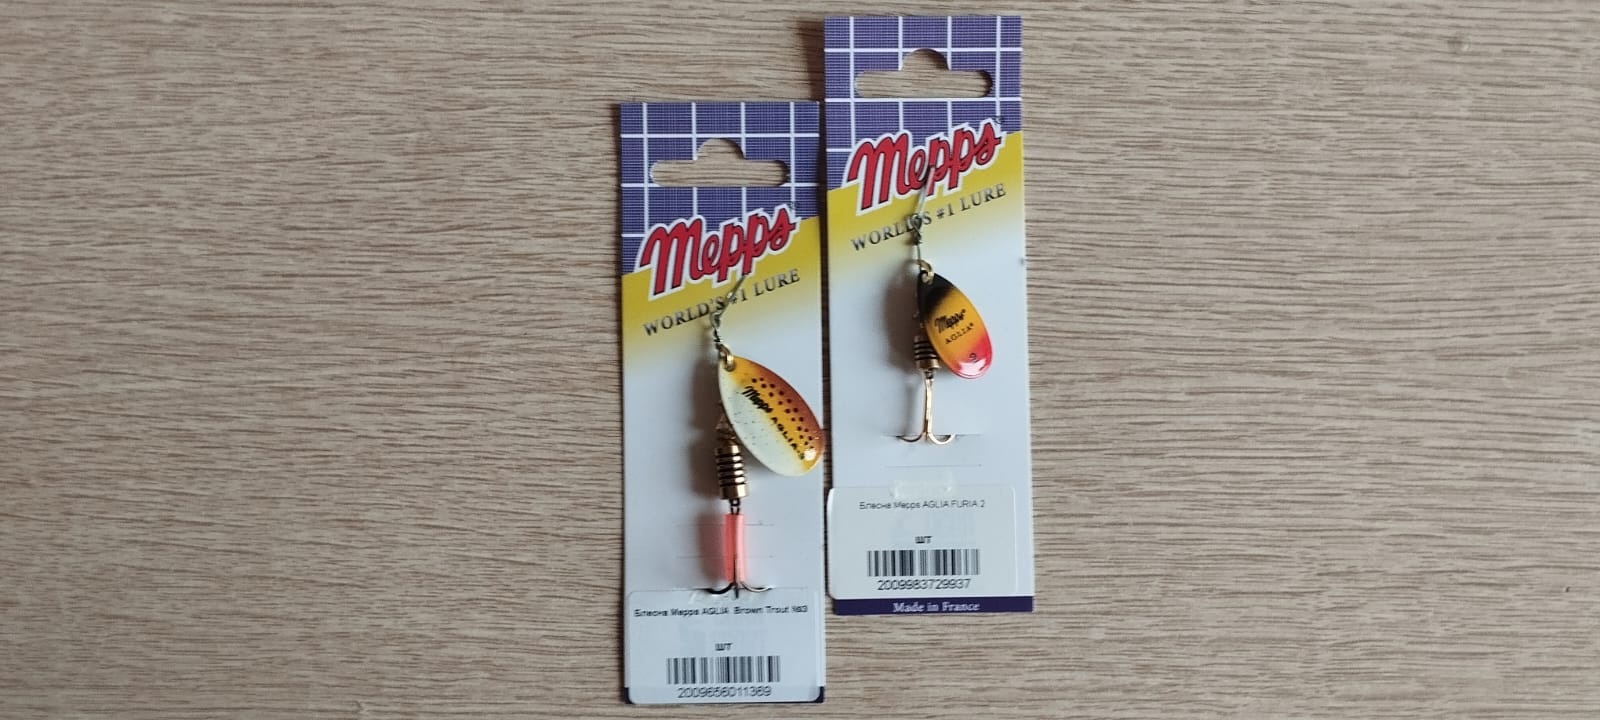 Mepps®
WORLD'S #1 LURE
Mepps
AGLIA®
Блесна Mepps AGLIA Brown Trout №3
шт
2009656011369
Mepps®
WORLD'S #1 LURE
Mepps®
AGLIA®
2
Блесна Mepps AGLIA FURIA 2
шт
2009983729937
Made in France